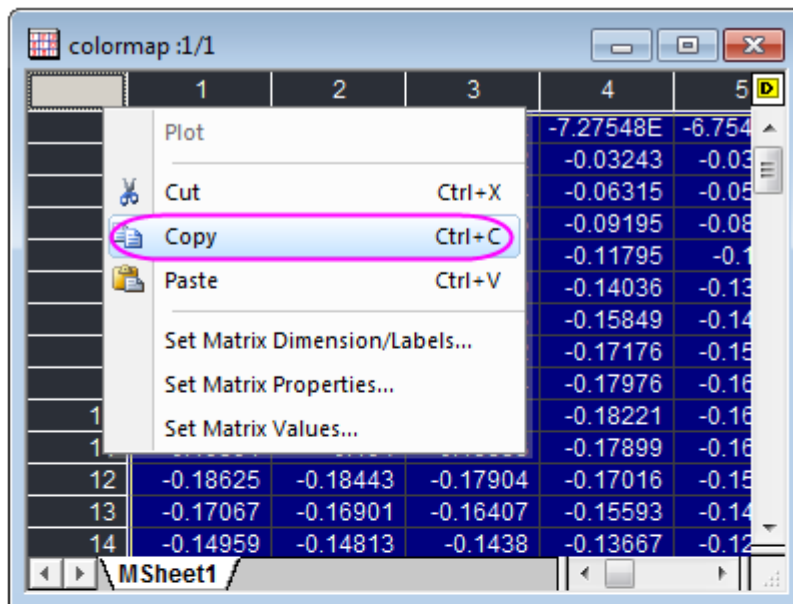 colormap :1/1
1 2 3 4 5 D
Plot -7.27548E -6.754
-0.03243 -0.03
Cut Ctrl+X -0.06315 -0.05
Copy Ctrl+C -0.09195 -0.08
-0.11795 -0.1
Paste Ctrl+V -0.14036 -0.13
-0.15849 -0.14
Set Matrix Dimension/Labels... -0.17176 -0.15
Set Matrix Properties... -0.17976 -0.16
-0.18221 -0.16
Set Matrix Values... -0.17899 -0.16
12 -0.18625 -0.18443 -0.17904 -0.17016 -0.15
13 -0.17067 -0.16901 -0.16407 -0.15593 -0.14
14 -0.14959 -0.14813 -0.1438 -0.13667 -0.12
MSheet1